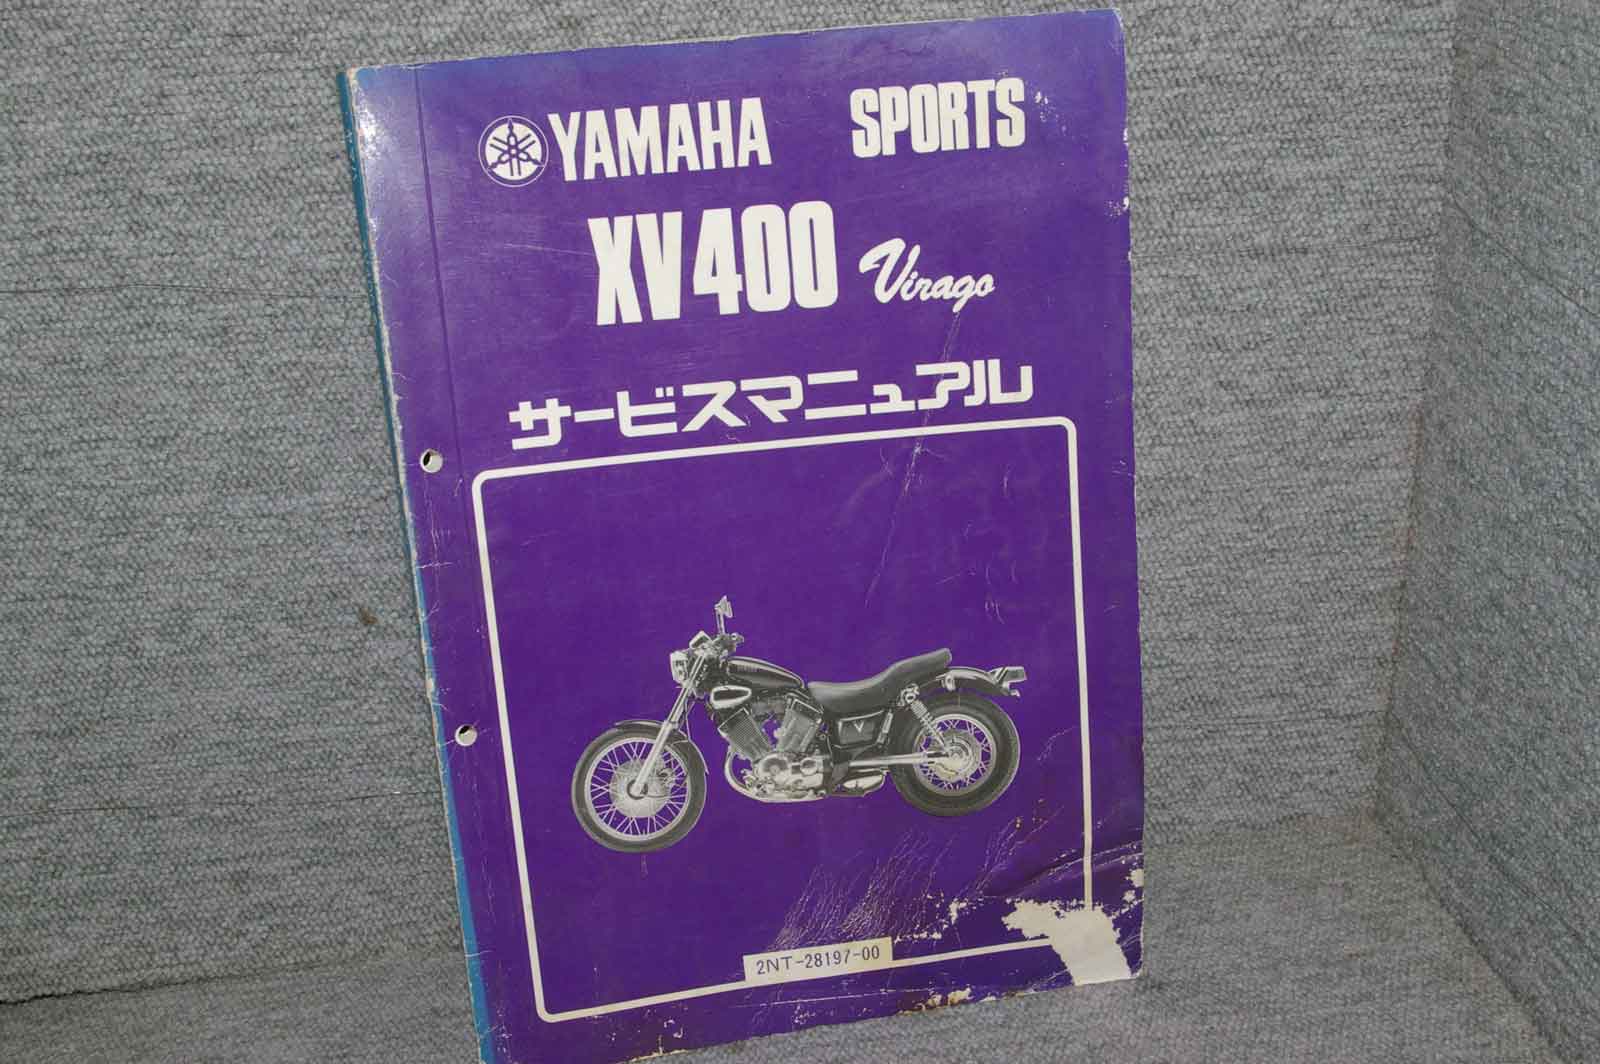 YAMAHA SPORTS
XV400 Virago
サービスマニュアル
2NT-28197-00